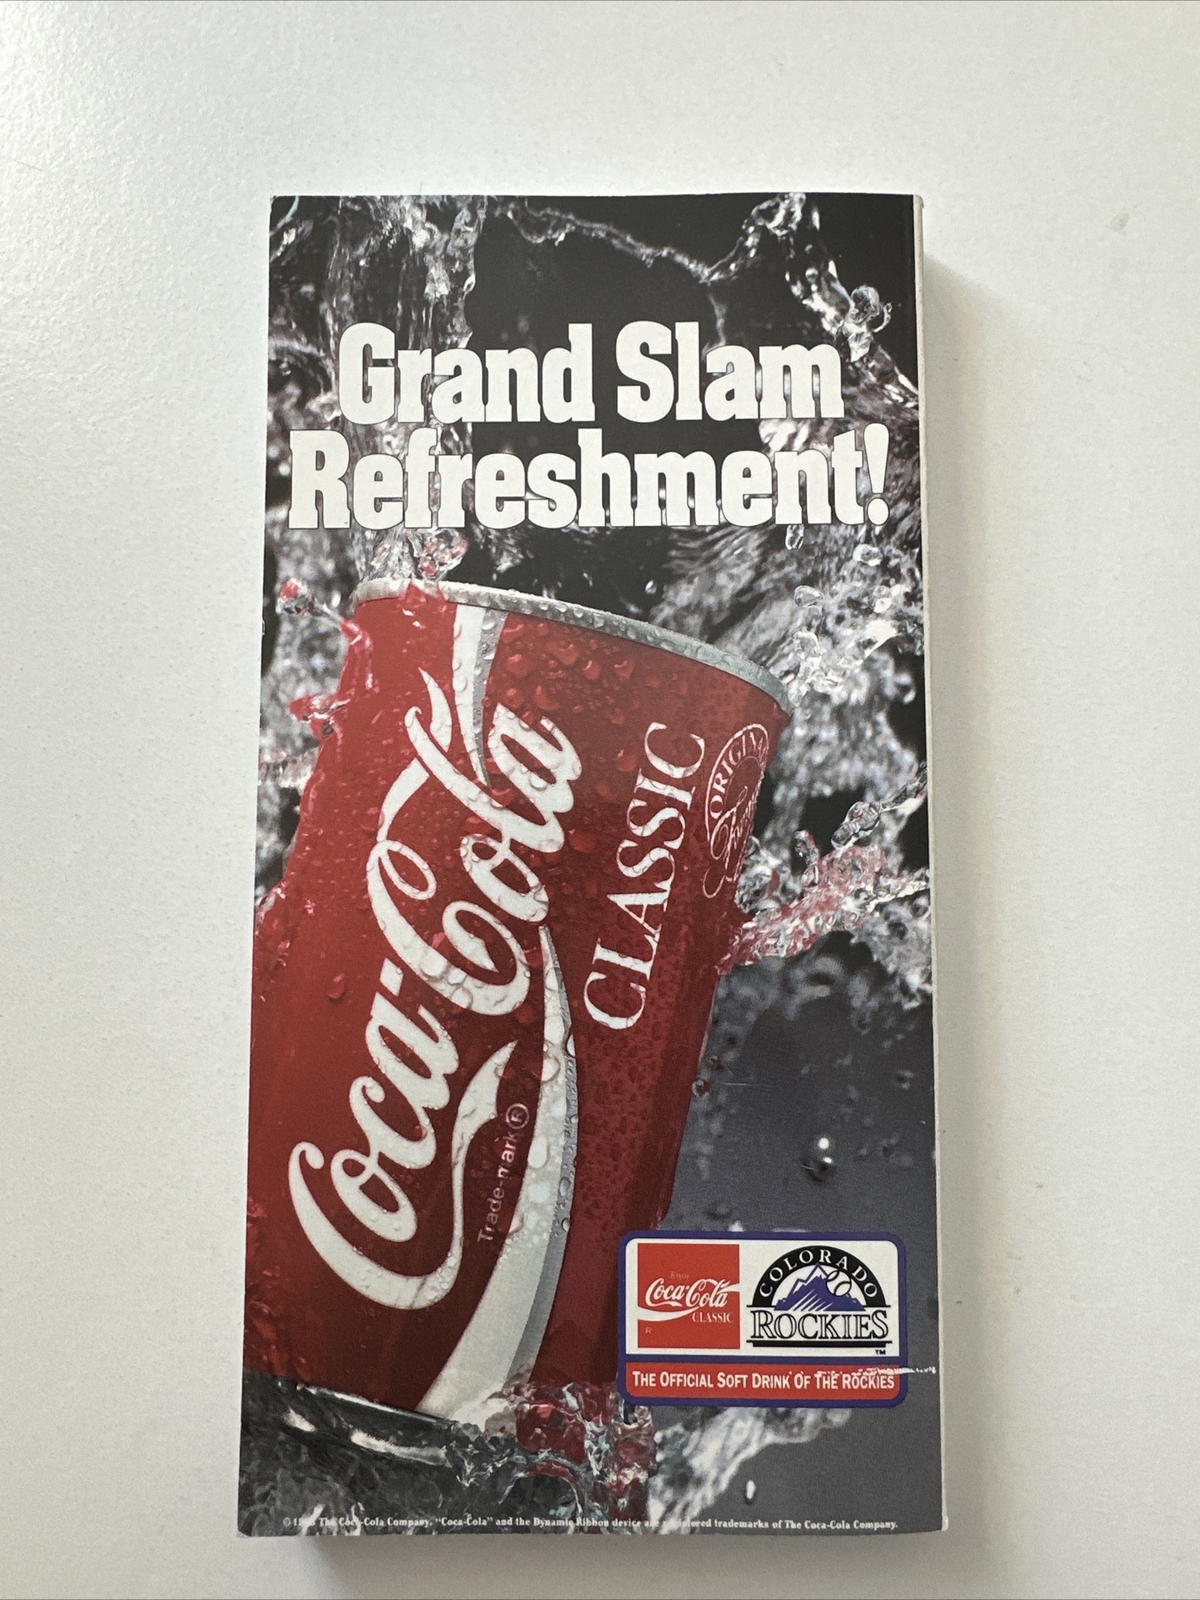 Grand Slam
Refreshment!
Coca-Cola
CLASSIC
ORIGINAL
Trade-mark®
Enjoy
Coca-Cola
CLASSIC
R
COLORADO
ROCKIES
™
THE OFFICIAL SOFT DRINK OF THE ROCKIES
© The Coca-Cola Company. "Coca-Cola" and the Dynamic Ribbon device are registered trademarks of The Coca-Cola Company.